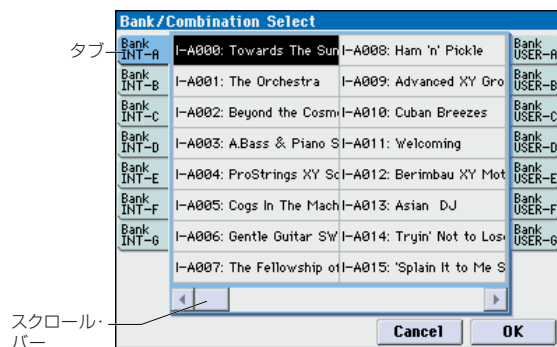 Bank/Combination Select
タブ
Bank INT-A
Bank INT-B
Bank INT-C
Bank INT-D
Bank INT-E
Bank INT-F
Bank INT-G
I-A000: Towards The Sun
I-A001: The Orchestra
I-A002: Beyond the Cosm
I-A003: A.Bass & Piano S
I-A004: ProStrings XY Sc
I-A005: Cogs In The Mach
I-A006: Gentle Guitar SW
I-A007: The Fellowship of
I-A008: Ham 'n' Pickle
I-A009: Advanced XY Gro
I-A010: Cuban Breezes
I-A011: Welcoming
I-A012: Berimbau XY Mot
I-A013: Asian DJ
I-A014: Tryin' Not to Los
I-A015: 'Splain It to Me S
Bank USER-A
Bank USER-B
Bank USER-C
Bank USER-D
Bank USER-E
Bank USER-F
Bank USER-G
スクロール・
バー
Cancel
OK